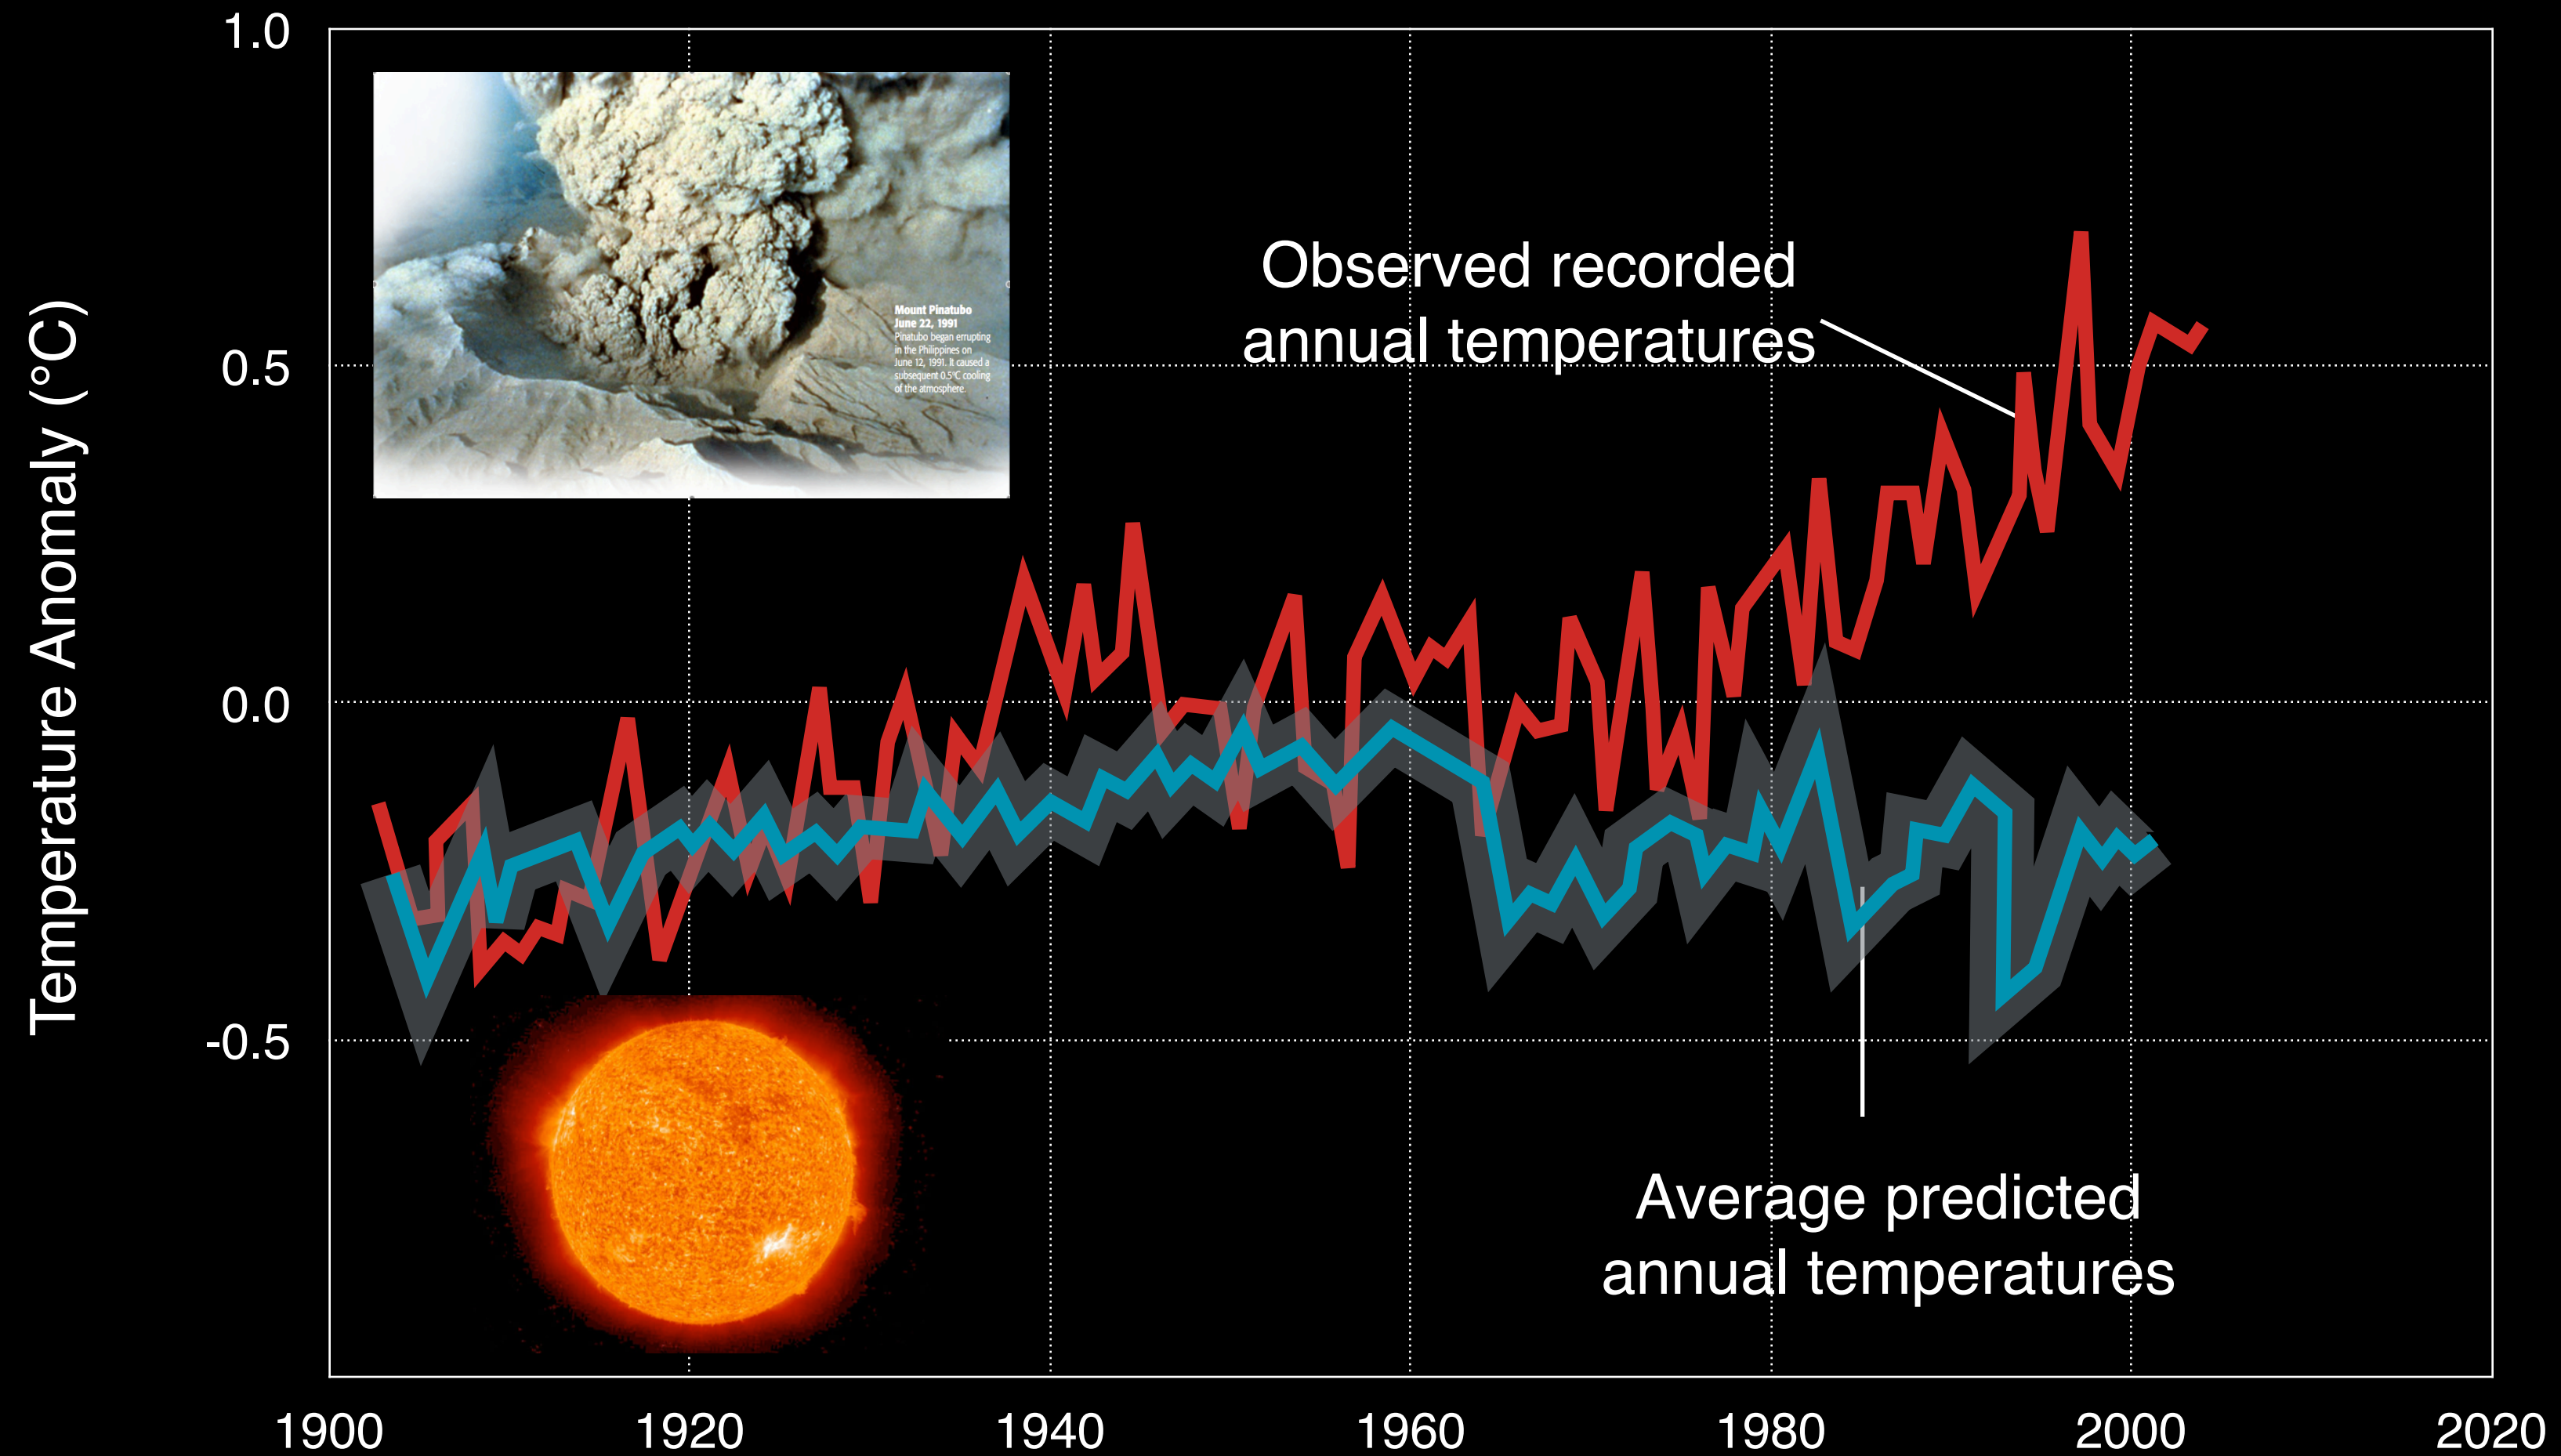 1.0
0.5
0.0
-0.5
Temperature Anomaly (°C)
Mount Pinatubo
June 22, 1991
Pinatubo began errupting
in the Philippines on
June 12, 1991. It caused a
subsequent 0.5°C cooling
of the atmosphere.
Observed recorded
annual temperatures
Average predicted
annual temperatures
1900
1920
1940
1960
1980
2000
2020